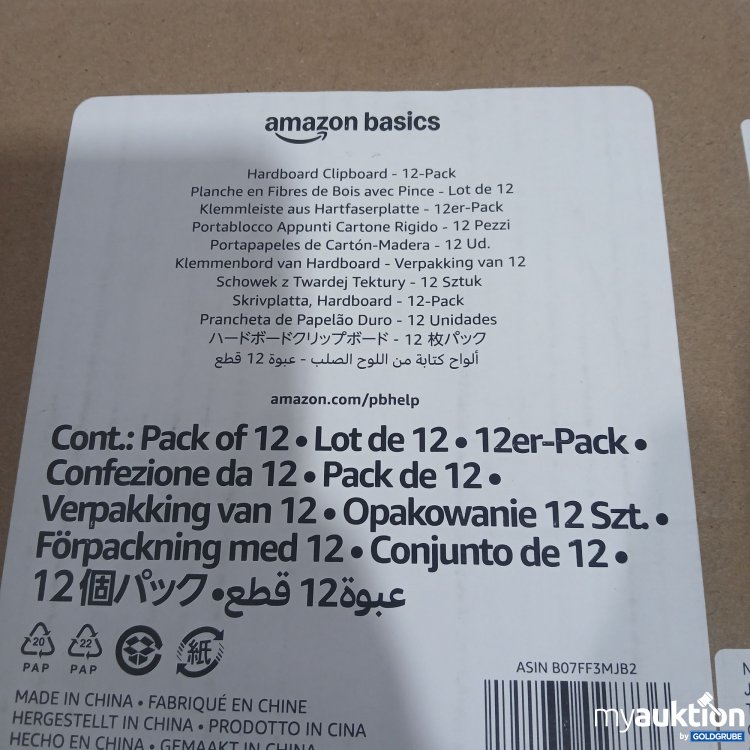 amazon basics
Hardboard Clipboard - 12-Pack
Planche en Fibres de Bois avec Pince - Lot de 12
Klemmleiste aus Hartfaserplatte - 12er-Pack
Portablocco Appunti Cartone Rigido - 12 Pezzi
Portapapeles de Cartón-Madera - 12 Ud.
Klemmenbord van Hardboard - Verpakking van 12
Schowek z Twardej Tektury - 12 Sztuk
Skrivplatta, Hardboard - 12-Pack
Prancheta de Papelão Duro - 12 Unidades
ハードボードクリップボード - 12 枚パック
ألواح كتابة من اللوح الصلب - عبوة 12 قطع
amazon.com/pbhelp
Cont.: Pack of 12 • Lot de 12 • 12er-Pack •
Confezione da 12 • Pack de 12 •
Verpakking van 12 • Opakowanie 12 Szt. •
Förpackning med 12 • Conjunto de 12 •
12個パック • عبوة12 قطع
20 22 紙
PAP PAP
ASIN B07FF3MJB2
MADE IN CHINA • FABRIQUÉ EN CHINE
HERGESTELLT IN CHINA • PRODOTTO IN CINA
HECHO EN CHINA • GEMAAKT IN CHINA
myauktion
by GOLDGRUBE